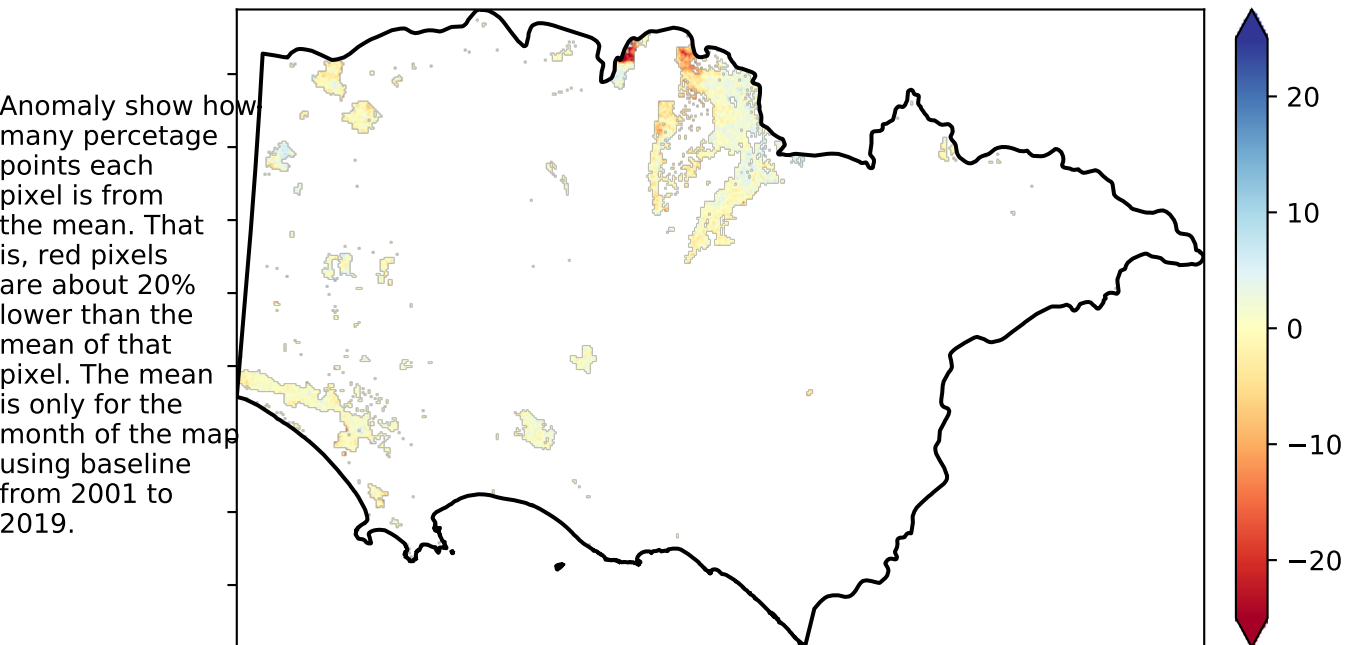 Anomaly show how
many percetage
points each
pixel is from
the mean. That
is, red pixels
are about 20%
lower than the
mean of that
pixel. The mean
is only for the
month of the map
using baseline
from 2001 to
2019.
20
10
0
−10
−20